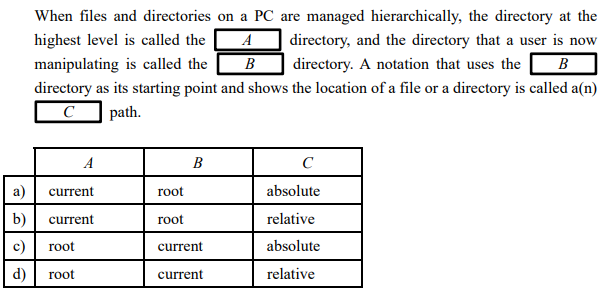 When files and directories on a PC are managed hierarchically, the directory at the
highest level is called the A directory, and the directory that a user is now
manipulating is called the B directory. A notation that uses the B
directory as its starting point and shows the location of a file or a directory is called a(n)
C path.
A B C
a) current root absolute
b) current root relative
c) root current absolute
d) root current relative